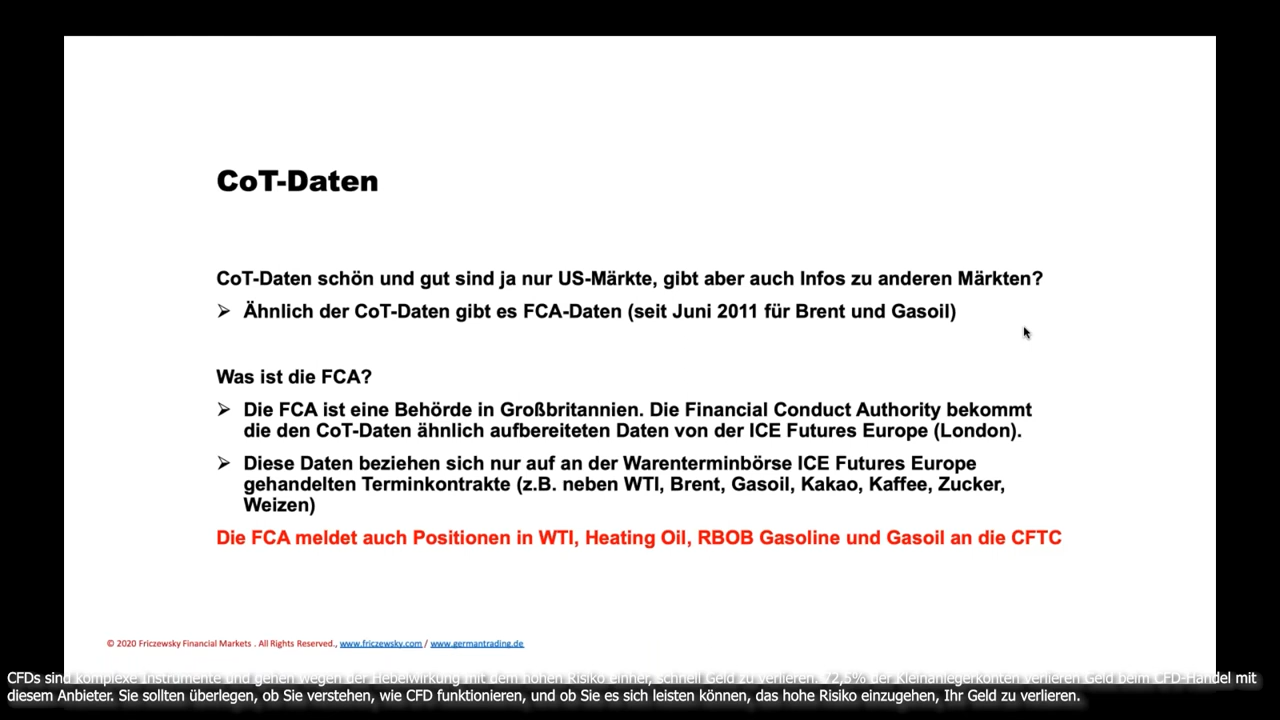 CoT-Daten
CoT-Daten schön und gut sind ja nur US-Märkte, gibt aber auch Infos zu anderen Märkten?
Ähnlich der CoT-Daten gibt es FCA-Daten (seit Juni 2011 für Brent und Gasoil)
Was ist die FCA?
Die FCA ist eine Behörde in Großbritannien. Die Financial Conduct Authority bekommt
die den CoT-Daten ähnlich aufbereiteten Daten von der ICE Futures Europe (London).
Diese Daten beziehen sich nur auf an der Warenterminbörse ICE Futures Europe
gehandelten Terminkontrakte (z.B. neben WTI, Brent, Gasoil, Kakao, Kaffee, Zucker,
Weizen)
Die FCA meldet auch Positionen in WTI, Heating Oil, RBOB Gasoline und Gasoil an die CFTC
© 2020 Friczewsky Financial Markets . All Rights Reserved., www.friczewsky.com / www.germantrading.de
CFDs sind komplexe Instrumente und gehen wegen der Hebelwirkung mit dem hohen Risiko einher, schnell Geld zu verlieren. 72,5% der Kleinanlegerkonten verlieren Geld beim CFD-Handel mit
diesem Anbieter. Sie sollten überlegen, ob Sie verstehen, wie CFD funktionieren, und ob Sie es sich leisten können, das hohe Risiko einzugehen, Ihr Geld zu verlieren.